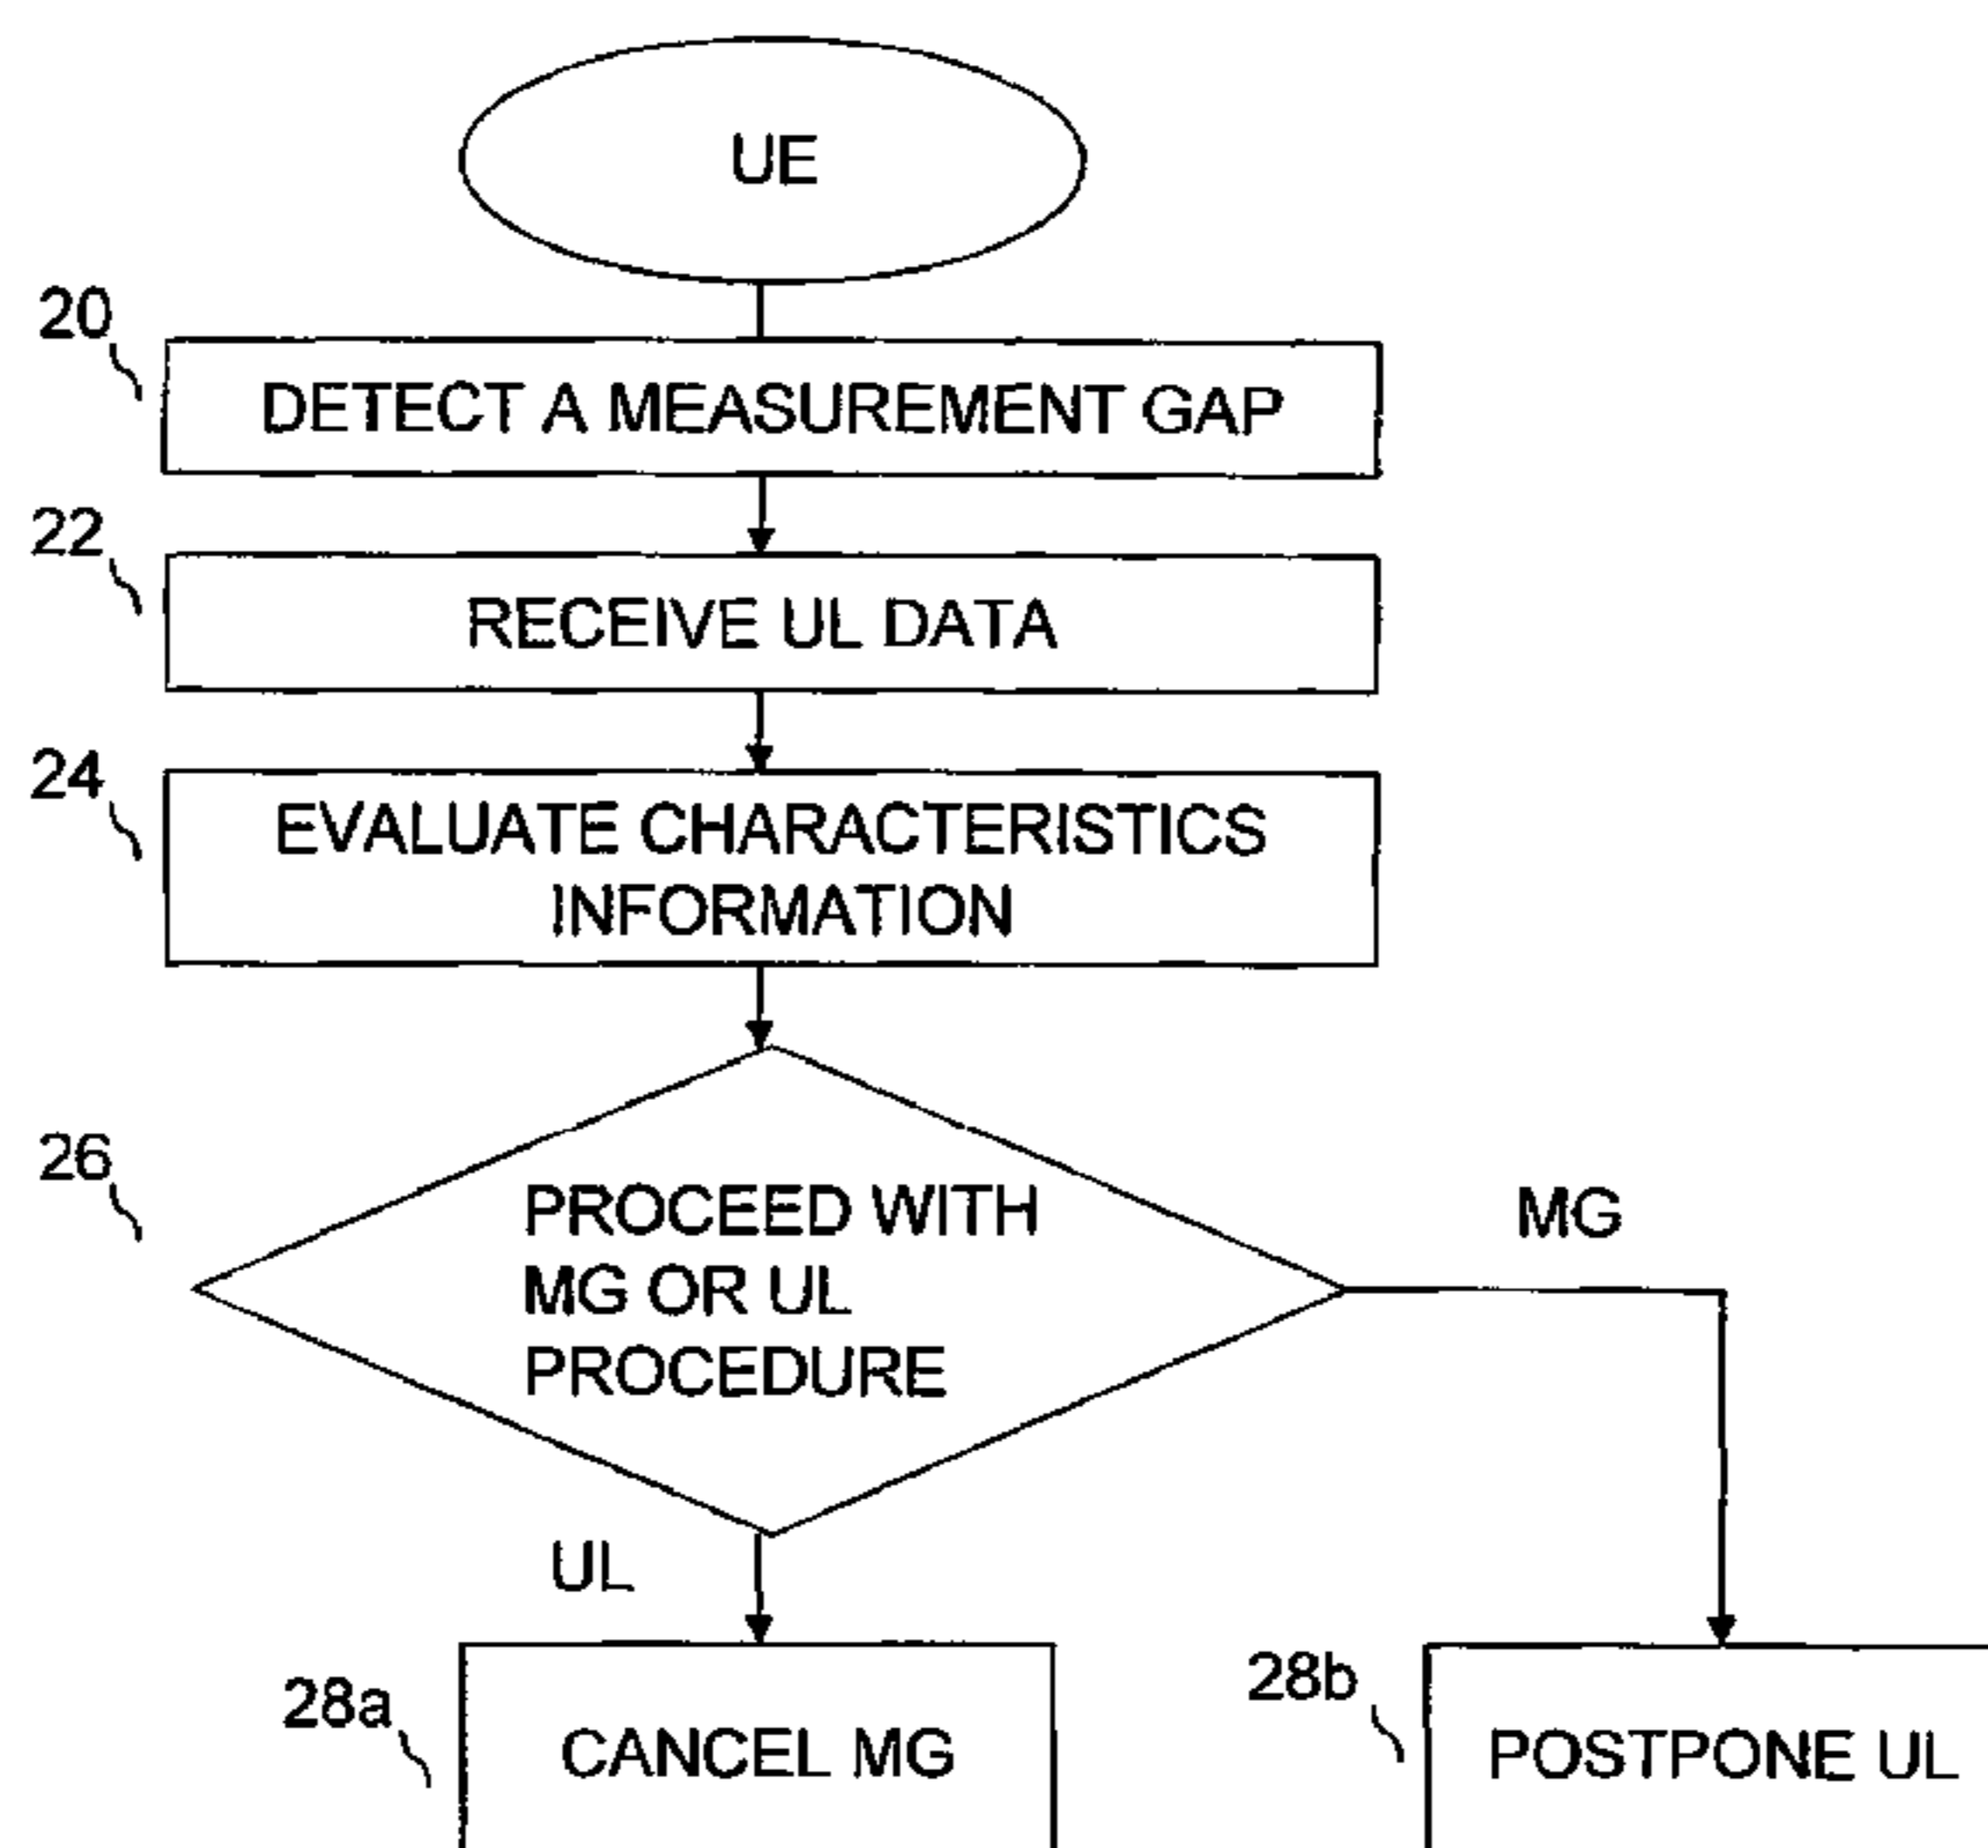 UE
20
DETECT A MEASUREMENT GAP
22
RECEIVE UL DATA
24
EVALUATE CHARACTERISTICS
INFORMATION
26
PROCEED WITH
MG OR UL
PROCEDURE
MG
UL
28a
CANCEL MG
28b
POSTPONE UL